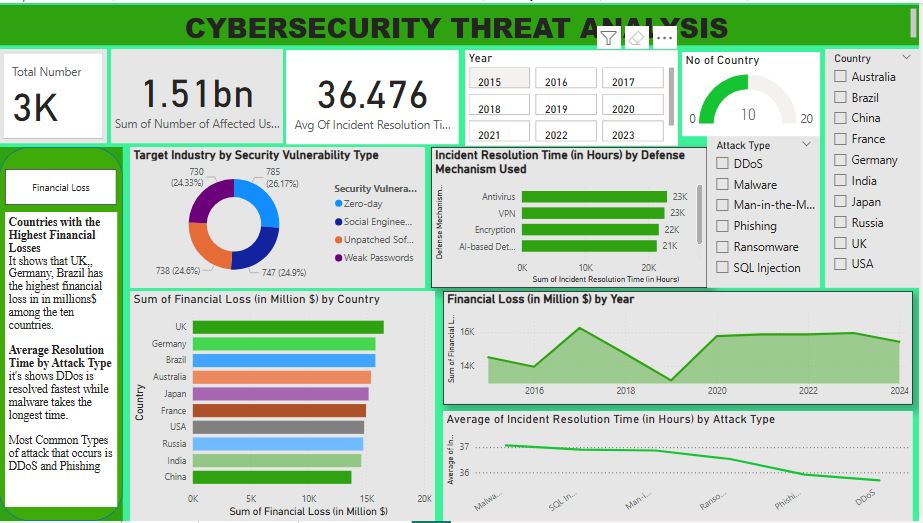 CYBERSECURITY THREAT ANALYSIS
Total Number
3K
1.51bn
Sum of Number of Affected Us...
36.476
Avg Of Incident Resolution Ti...
Year
2015 2016 2017
2018 2019 2020
2021 2022 2023
No of Country
0 10 20
Country
Australia
Brazil
China
France
Germany
India
Japan
Russia
UK
USA
Attack Type
DDoS
Malware
Man-in-the-M...
Phishing
Ransomware
SQL Injection
Financial Loss
Countries with the
Highest Financial
Losses
It shows that UK,,
Germany, Brazil has
the highest financial
loss in in millions$
among the ten
countries.
Average Resolution
Time by Attack Type
it's shows DDos is
resolved fastest while
malware takes the
longest time.
Most Common Types
of attack that occurs is
DDoS and Phishing
Target Industry by Security Vulnerability Type
730
(24.33%)
785
(26.17%)
738 (24.6%)
747 (24.9%)
Security Vulnera...
Zero-day
Social Enginee...
Unpatched Sof...
Weak Passwords
Incident Resolution Time (in Hours) by Defense
Mechanism Used
Defense Mechanism...
Antivirus 23K
VPN 23K
Encryption 22K
AI-based Det... 21K
0K 10K 20K
Sum of Incident Resolution Time (in Hours)
Sum of Financial Loss (in Million $) by Country
Country
UK
Germany
Brazil
Australia
Japan
France
USA
Russia
India
China
0K 5K 10K 15K 20K
Sum of Financial Loss (in Million $)
Financial Loss (in Million $) by Year
Sum of Financial L...
16K
14K
2016 2018 2020 2022 2024
Average of Incident Resolution Time (in Hours) by Attack Type
Average of In...
37
36
Malwa... SQL In... Man-i... Ranso... Phishi... DDoS